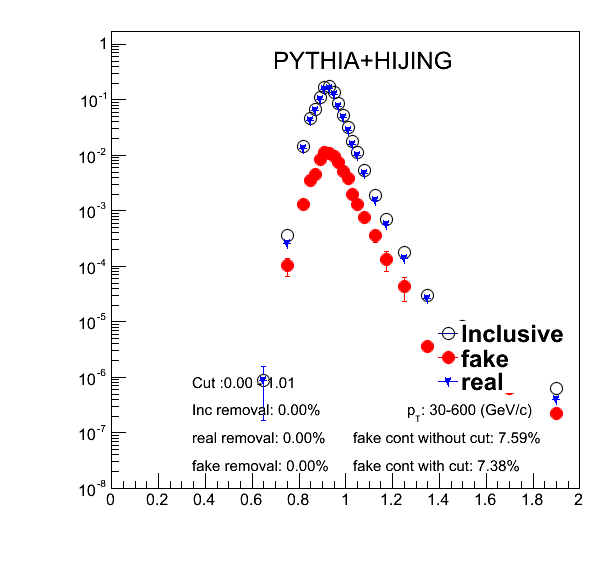 PYTHIA+HIJING
1
10-1
10-2
10-3
10-4
10-5
10-6
10-7
10-8
Inclusive
fake
real
Cut :0.00 - 1.01
Inc removal: 0.00%
pT: 30-600 (GeV/c)
real removal: 0.00%
fake cont without cut: 7.59%
fake removal: 0.00%
fake cont with cut: 7.38%
0 0.2 0.4 0.6 0.8 1 1.2 1.4 1.6 1.8 2